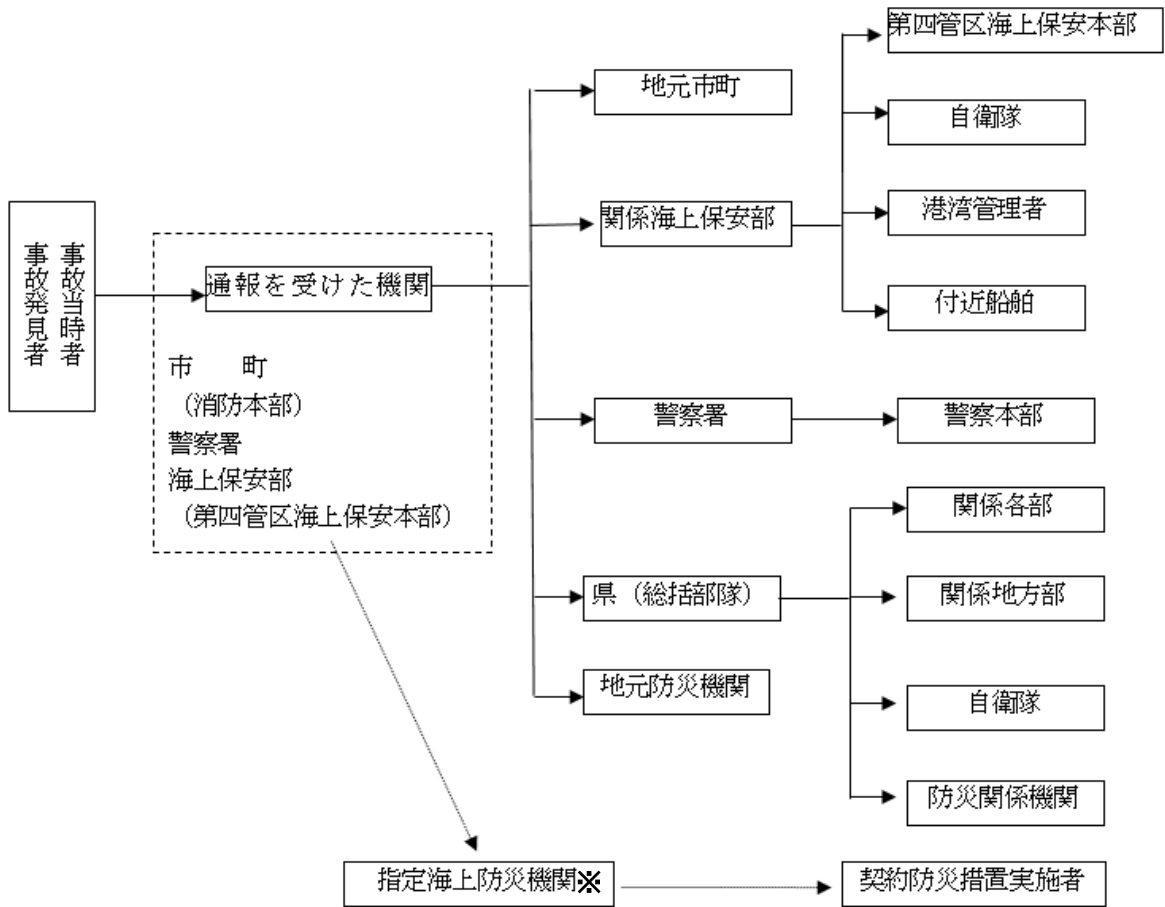 事故当時者
事故発見者
通報を受けた機関
市　　町
（消防本部）
警察署
海上保安部
（第四管区海上保安本部）
地元市町
関係海上保安部
第四管区海上保安本部
自衛隊
港湾管理者
付近船舶
警察署
警察本部
県（総括部隊）
関係各部
関係地方部
自衛隊
防災関係機関
地元防災機関
指定海上防災機関※
契約防災措置実施者